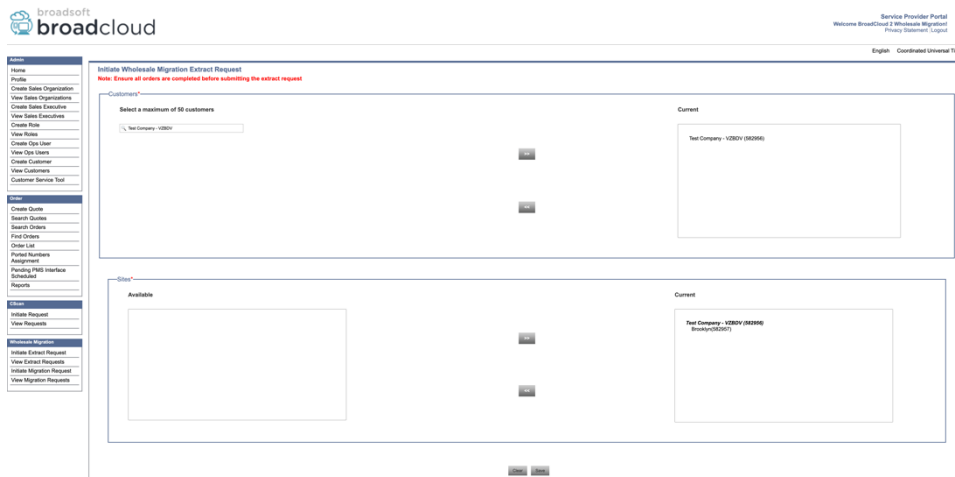 broadsoft
broadcloud
Service Provider Portal
Welcome BroadCloud 2 Wholesale Migration!
Privacy Statement Logout
English Coordinated Universal Ti
Admin
Home
Profile
Create Sales Organization
View Sales Organizations
Create Sales Executive
View Sales Executives
Create Role
View Roles
Create Ops User
View Ops Users
Create Customer
View Customers
Customer Service Tool
Order
Create Quote
Search Quotes
Search Orders
Find Orders
Order List
Ported Numbers
Assignment
Pending PMS Interface
Scheduled
Reports
CScan
Initiate Request
View Requests
Wholesale Migration
Initiate Extract Request
View Extract Requests
Initiate Migration Request
View Migration Requests
Initiate Wholesale Migration Extract Request
Note: Ensure all orders are completed before submitting the extract request
Customers*
Select a maximum of 50 customers
Test Company - VZBDV
>>
<<
Current
Test Company - VZBDV (582956)
Sites*
Available
>>
<<
Current
Test Company - VZBDV (582956)
Brooklyn(582957)
Clear Save